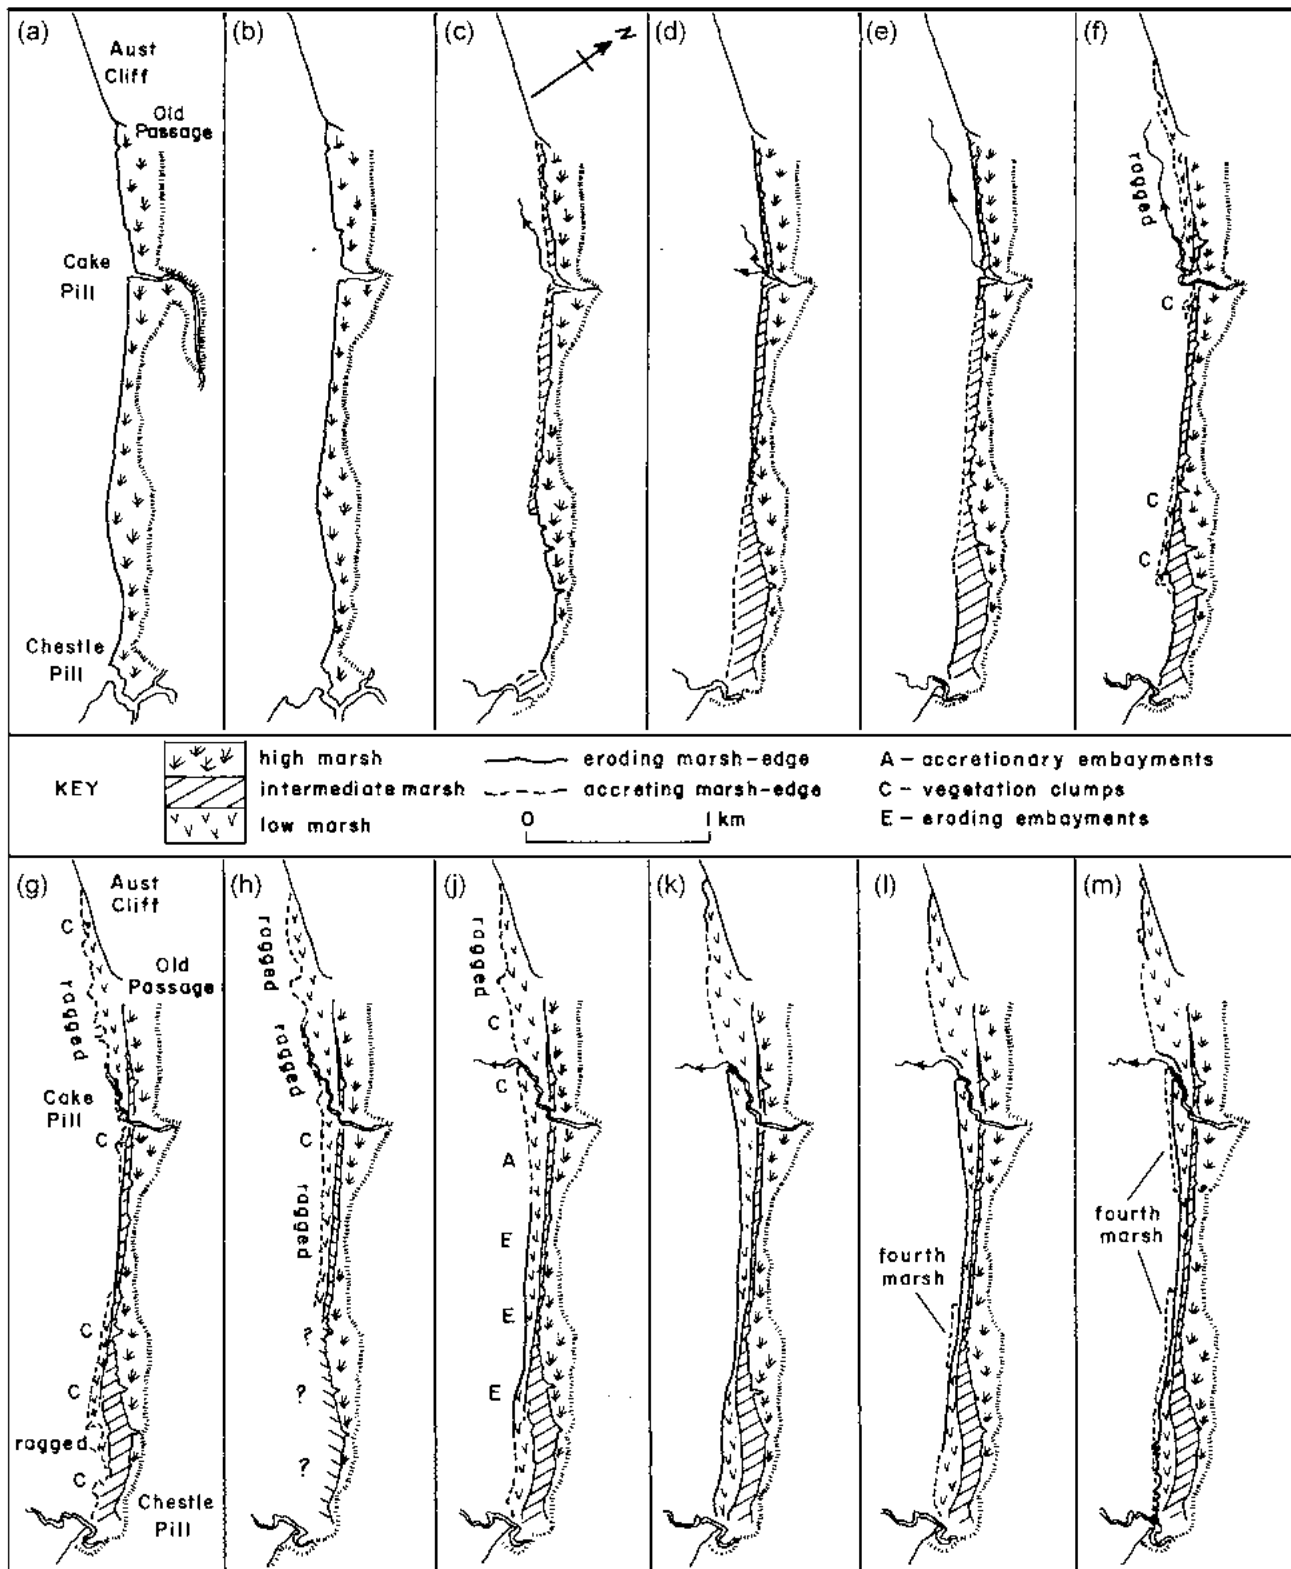 (a)
Aust
Cliff
Old
Passage
Cake
Pill
Chestle
Pill
(b)
(c)
N
(d)
(e)
(f)
ragged
C
C
C
KEY
high marsh
intermediate marsh
low marsh
eroding marsh-edge
accreting marsh-edge
0 1 km
A – accretionary embayments
C – vegetation clumps
E – eroding embayments
(g)
Aust
Cliff
C
Old
Passage
ragged
Cake
Pill
C
C
C
ragged
C
Chestle
Pill
(h)
ragged
ragged
C
ragged
?
?
?
(j)
ragged
C
C
A
E
E
E
(k)
(l)
fourth
marsh
(m)
fourth
marsh